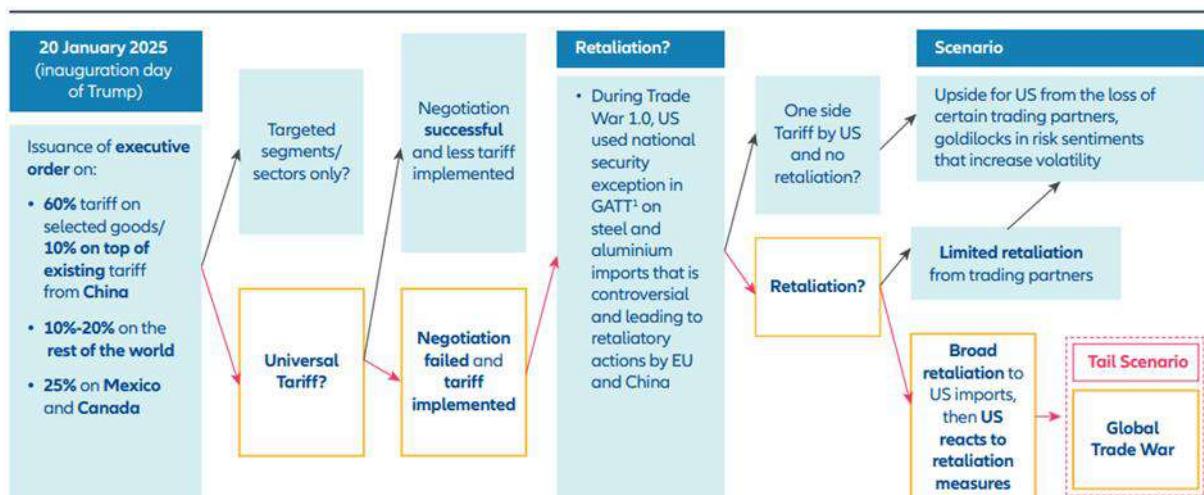 20 January 2025
(inauguration day
of Trump)
Issuance of executive
order on:
• 60% tariff on
selected goods/
10% on top of
existing tariff
from China
• 10%-20% on the
rest of the world
• 25% on Mexico
and Canada
Targeted
segments/
sectors only?
Universal
Tariff?
Negotiation
successful
and less tariff
implemented
Negotiation
failed and
tariff
implemented
Retaliation?
• During Trade
War 1.0, US
used national
security
exception in
GATT¹ on
steel and
aluminium
imports that is
controversial
and leading to
retaliatory
actions by EU
and China
One side
Tariff by US
and no
retaliation?
Retaliation?
Scenario
Upside for US from the loss of
certain trading partners,
goldilocks in risk sentiments
that increase volatility
Limited retaliation
from trading partners
Broad
retaliation to
US imports,
then US
reacts to
retaliation
measures
Tail Scenario
Global
Trade War